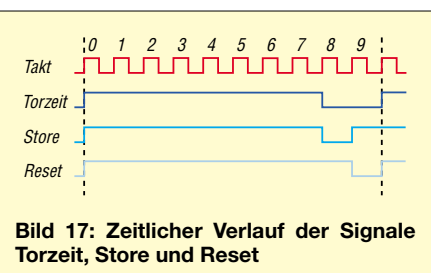 0 1 2 3 4 5 6 7 8 9
Takt
Torzeit
Store
Reset
Bild 17: Zeitlicher Verlauf der Signale
Torzeit, Store und Reset